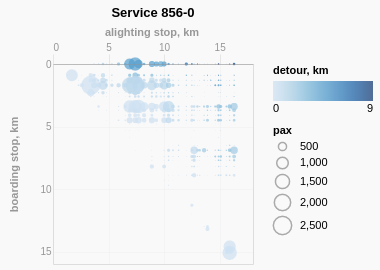 Service 856-0
alighting stop, km
0 5 10 15
boarding stop, km
0
5
10
15
detour, km
0 9
pax
500
1,000
1,500
2,000
2,500